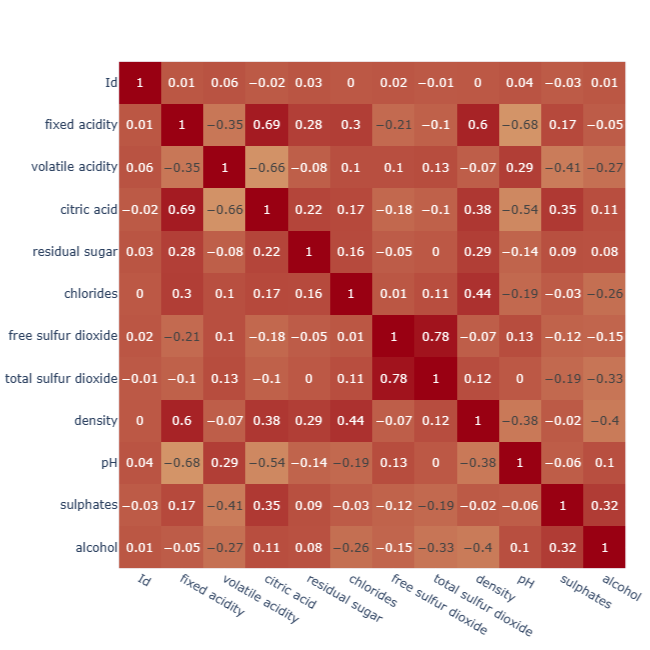 Id 1 0.01 0.06 −0.02 0.03 0 0.02 −0.01 0 0.04 −0.03 0.01
fixed acidity 0.01 1 −0.35 0.69 0.28 0.3 −0.21 −0.1 0.6 −0.68 0.17 −0.05
volatile acidity 0.06 −0.35 1 −0.66 −0.08 0.1 0.1 0.13 −0.07 0.29 −0.41 −0.27
citric acid −0.02 0.69 −0.66 1 0.22 0.17 −0.18 −0.1 0.38 −0.54 0.35 0.11
residual sugar 0.03 0.28 −0.08 0.22 1 0.16 −0.05 0 0.29 −0.14 0.09 0.08
chlorides 0 0.3 0.1 0.17 0.16 1 0.01 0.11 0.44 −0.19 −0.03 −0.26
free sulfur dioxide 0.02 −0.21 0.1 −0.18 −0.05 0.01 1 0.78 −0.07 0.13 −0.12 −0.15
total sulfur dioxide −0.01 −0.1 0.13 −0.1 0 0.11 0.78 1 0.12 0 −0.19 −0.33
density 0 0.6 −0.07 0.38 0.29 0.44 −0.07 0.12 1 −0.38 −0.02 −0.4
pH 0.04 −0.68 0.29 −0.54 −0.14 −0.19 0.13 0 −0.38 1 −0.06 0.1
sulphates −0.03 0.17 −0.41 0.35 0.09 −0.03 −0.12 −0.19 −0.02 −0.06 1 0.32
alcohol 0.01 −0.05 −0.27 0.11 0.08 −0.26 −0.15 −0.33 −0.4 0.1 0.32 1
Id fixed acidity volatile acidity citric acid residual sugar chlorides free sulfur dioxide total sulfur dioxide density pH sulphates alcohol